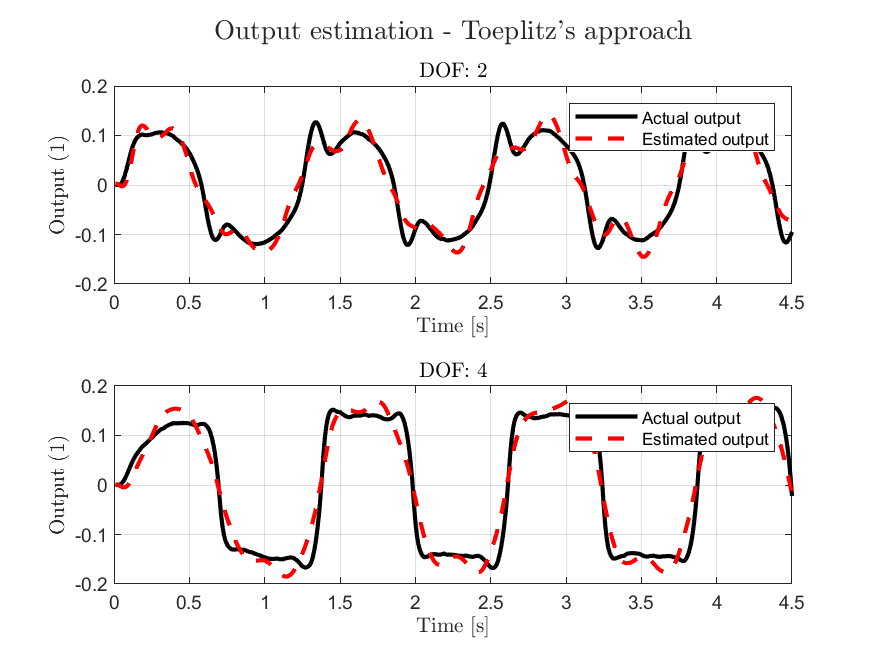 Output estimation - Toeplitz's approach
DOF: 2
0.2
0.1
0
-0.1
-0.2
Output (1)
Actual output
Estimated output
0 0.5 1 1.5 2 2.5 3 3.5 4 4.5
Time [s]
DOF: 4
0.2
0.1
0
-0.1
-0.2
Output (1)
Actual output
Estimated output
0 0.5 1 1.5 2 2.5 3 3.5 4 4.5
Time [s]